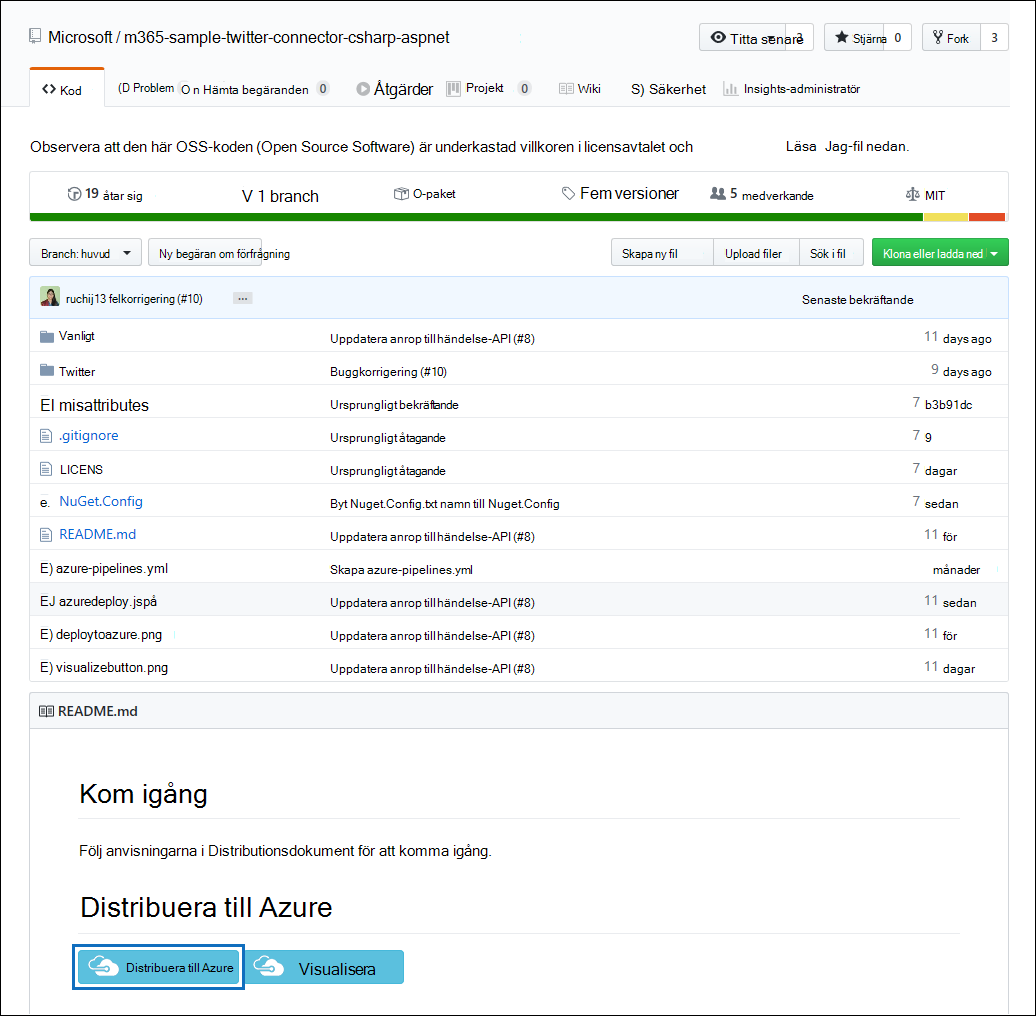 Microsoft / m365-sample-twitter-connector-csharp-aspnet Titta senare 3 Stjärna 0 Fork 3
Kod (D Problem O n Hämta begäranden 0 Åtgärder Projekt 0 Wiki S) Säkerhet Insights-administratör
Observera att den här OSS-koden (Open Source Software) är underkastad villkoren i licensavtalet och Läsa Jag-fil nedan.
19 åtar sig V 1 branch O-paket Fem versioner 5 medverkande MIT
Branch: huvud Ny begäran om förfrågning Skapa ny fil Upload filer Sök i fil Klona eller ladda ned
ruchij13 felkorrigering (#10) ... Senaste bekräftande
Vanligt Uppdatera anrop till händelse-API (#8) 11 days ago
Twitter Buggkorrigering (#10) 9 days ago
El misattributes Ursprungligt bekräftande 7 b3b91dc
.gitignore Ursprungligt åtagande 7 9
LICENS Ursprungligt åtagande 7 dagar
e. NuGet.Config Byt Nuget.Config.txt namn till Nuget.Config 7 sedan
README.md Uppdatera anrop till händelse-API (#8) 11 för
E) azure-pipelines.yml Skapa azure-pipelines.yml månader
EJ azuredeploy.jspå Uppdatera anrop till händelse-API (#8) 11 sedan
E) deploytoazure.png Uppdatera anrop till händelse-API (#8) 11 för
E) visualizebutton.png Uppdatera anrop till händelse-API (#8) 11 dagar
README.md
Kom igång
Följ anvisningarna i Distributionsdokument för att komma igång.
Distribuera till Azure
Distribuera till Azure Visualisera